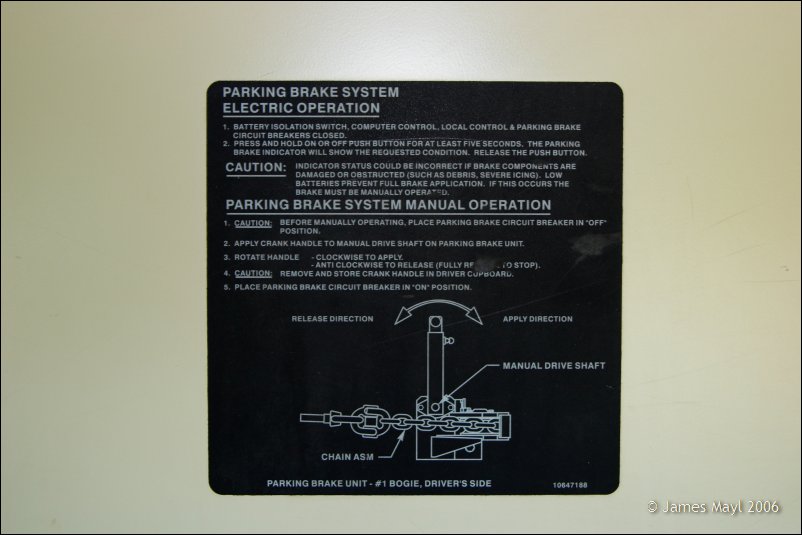 PARKING BRAKE SYSTEM
ELECTRIC OPERATION
1. BATTERY ISOLATION SWITCH, COMPUTER CONTROL, LOCAL CONTROL & PARKING BRAKE
CIRCUIT BREAKERS CLOSED.
2. PRESS AND HOLD ON OR OFF PUSH BUTTON FOR AT LEAST FIVE SECONDS. THE PARKING
BRAKE INDICATOR WILL SHOW THE REQUESTED CONDITION. RELEASE THE PUSH BUTTON.
CAUTION: INDICATOR STATUS COULD BE INCORRECT IF BRAKE COMPONENTS ARE
DAMAGED OR OBSTRUCTED (SUCH AS DEBRIS, SEVERE ICING). LOW
BATTERIES PREVENT FULL BRAKE APPLICATION. IF THIS OCCURS THE
BRAKE MUST BE MANUALLY OPERATED.
PARKING BRAKE SYSTEM MANUAL OPERATION
1. CAUTION: BEFORE MANUALLY OPERATING, PLACE PARKING BRAKE CIRCUIT BREAKER IN "OFF"
POSITION.
2. APPLY CRANK HANDLE TO MANUAL DRIVE SHAFT ON PARKING BRAKE UNIT.
3. ROTATE HANDLE - CLOCKWISE TO APPLY.
- ANTI CLOCKWISE TO RELEASE (FULLY TO STOP).
4. CAUTION: REMOVE AND STORE CRANK HANDLE IN DRIVER CUPBOARD.
5. PLACE PARKING BRAKE CIRCUIT BREAKER IN "ON" POSITION.
RELEASE DIRECTION APPLY DIRECTION
MANUAL DRIVE SHAFT
CHAIN ASM
PARKING BRAKE UNIT - #1 BOGIE, DRIVER'S SIDE 10647188
© James Mayl 2006